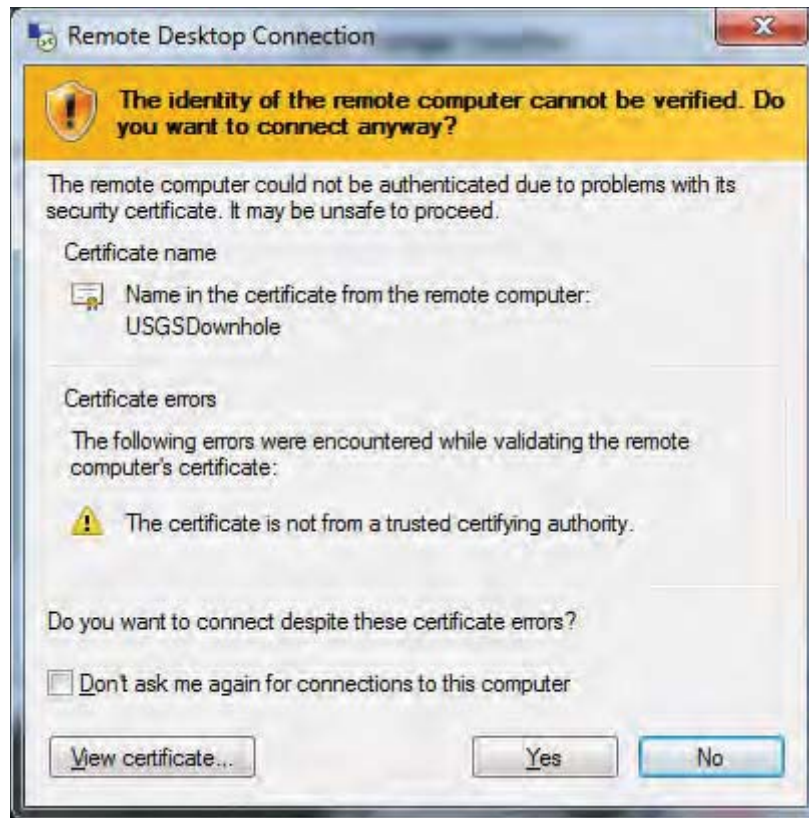 Remote Desktop Connection
The identity of the remote computer cannot be verified. Do
you want to connect anyway?
The remote computer could not be authenticated due to problems with its
security certificate. It may be unsafe to proceed.
Certificate name
Name in the certificate from the remote computer:
USGSDownhole
Certificate errors
The following errors were encountered while validating the remote
computer's certificate:
The certificate is not from a trusted certifying authority.
Do you want to connect despite these certificate errors?
Don't ask me again for connections to this computer
View certificate...
Yes
No